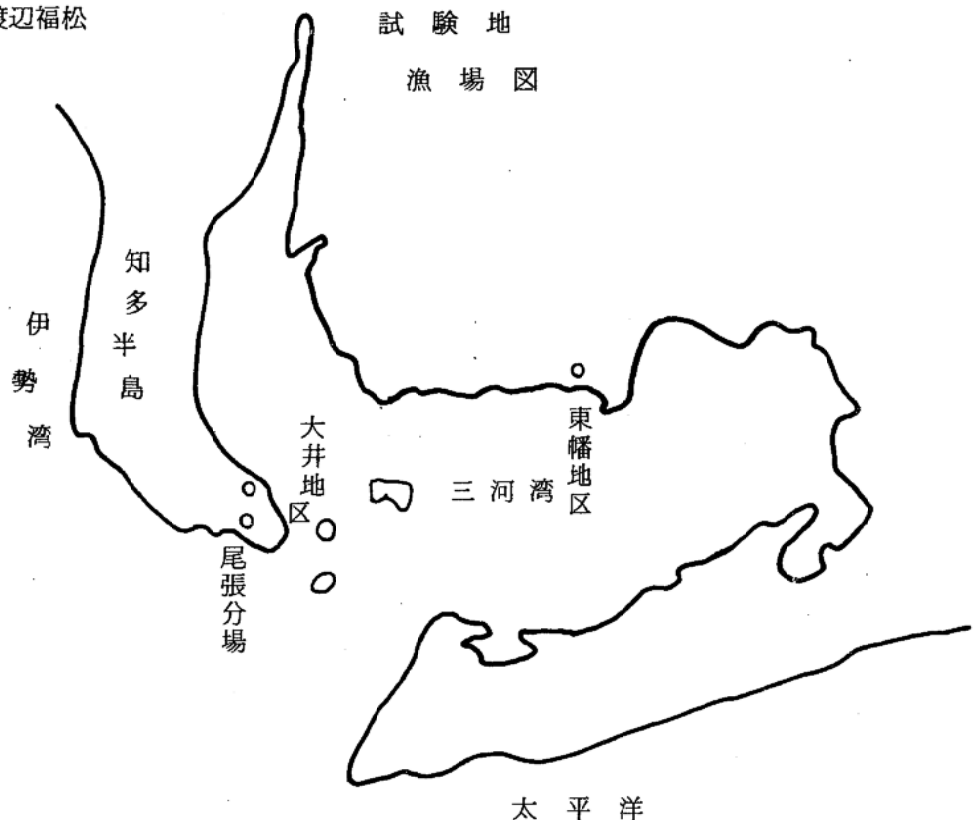 渡辺福松
試験地
漁場図
知多半島
伊勢湾
大井地区
東幡地区
三河湾
尾張分場
太平洋